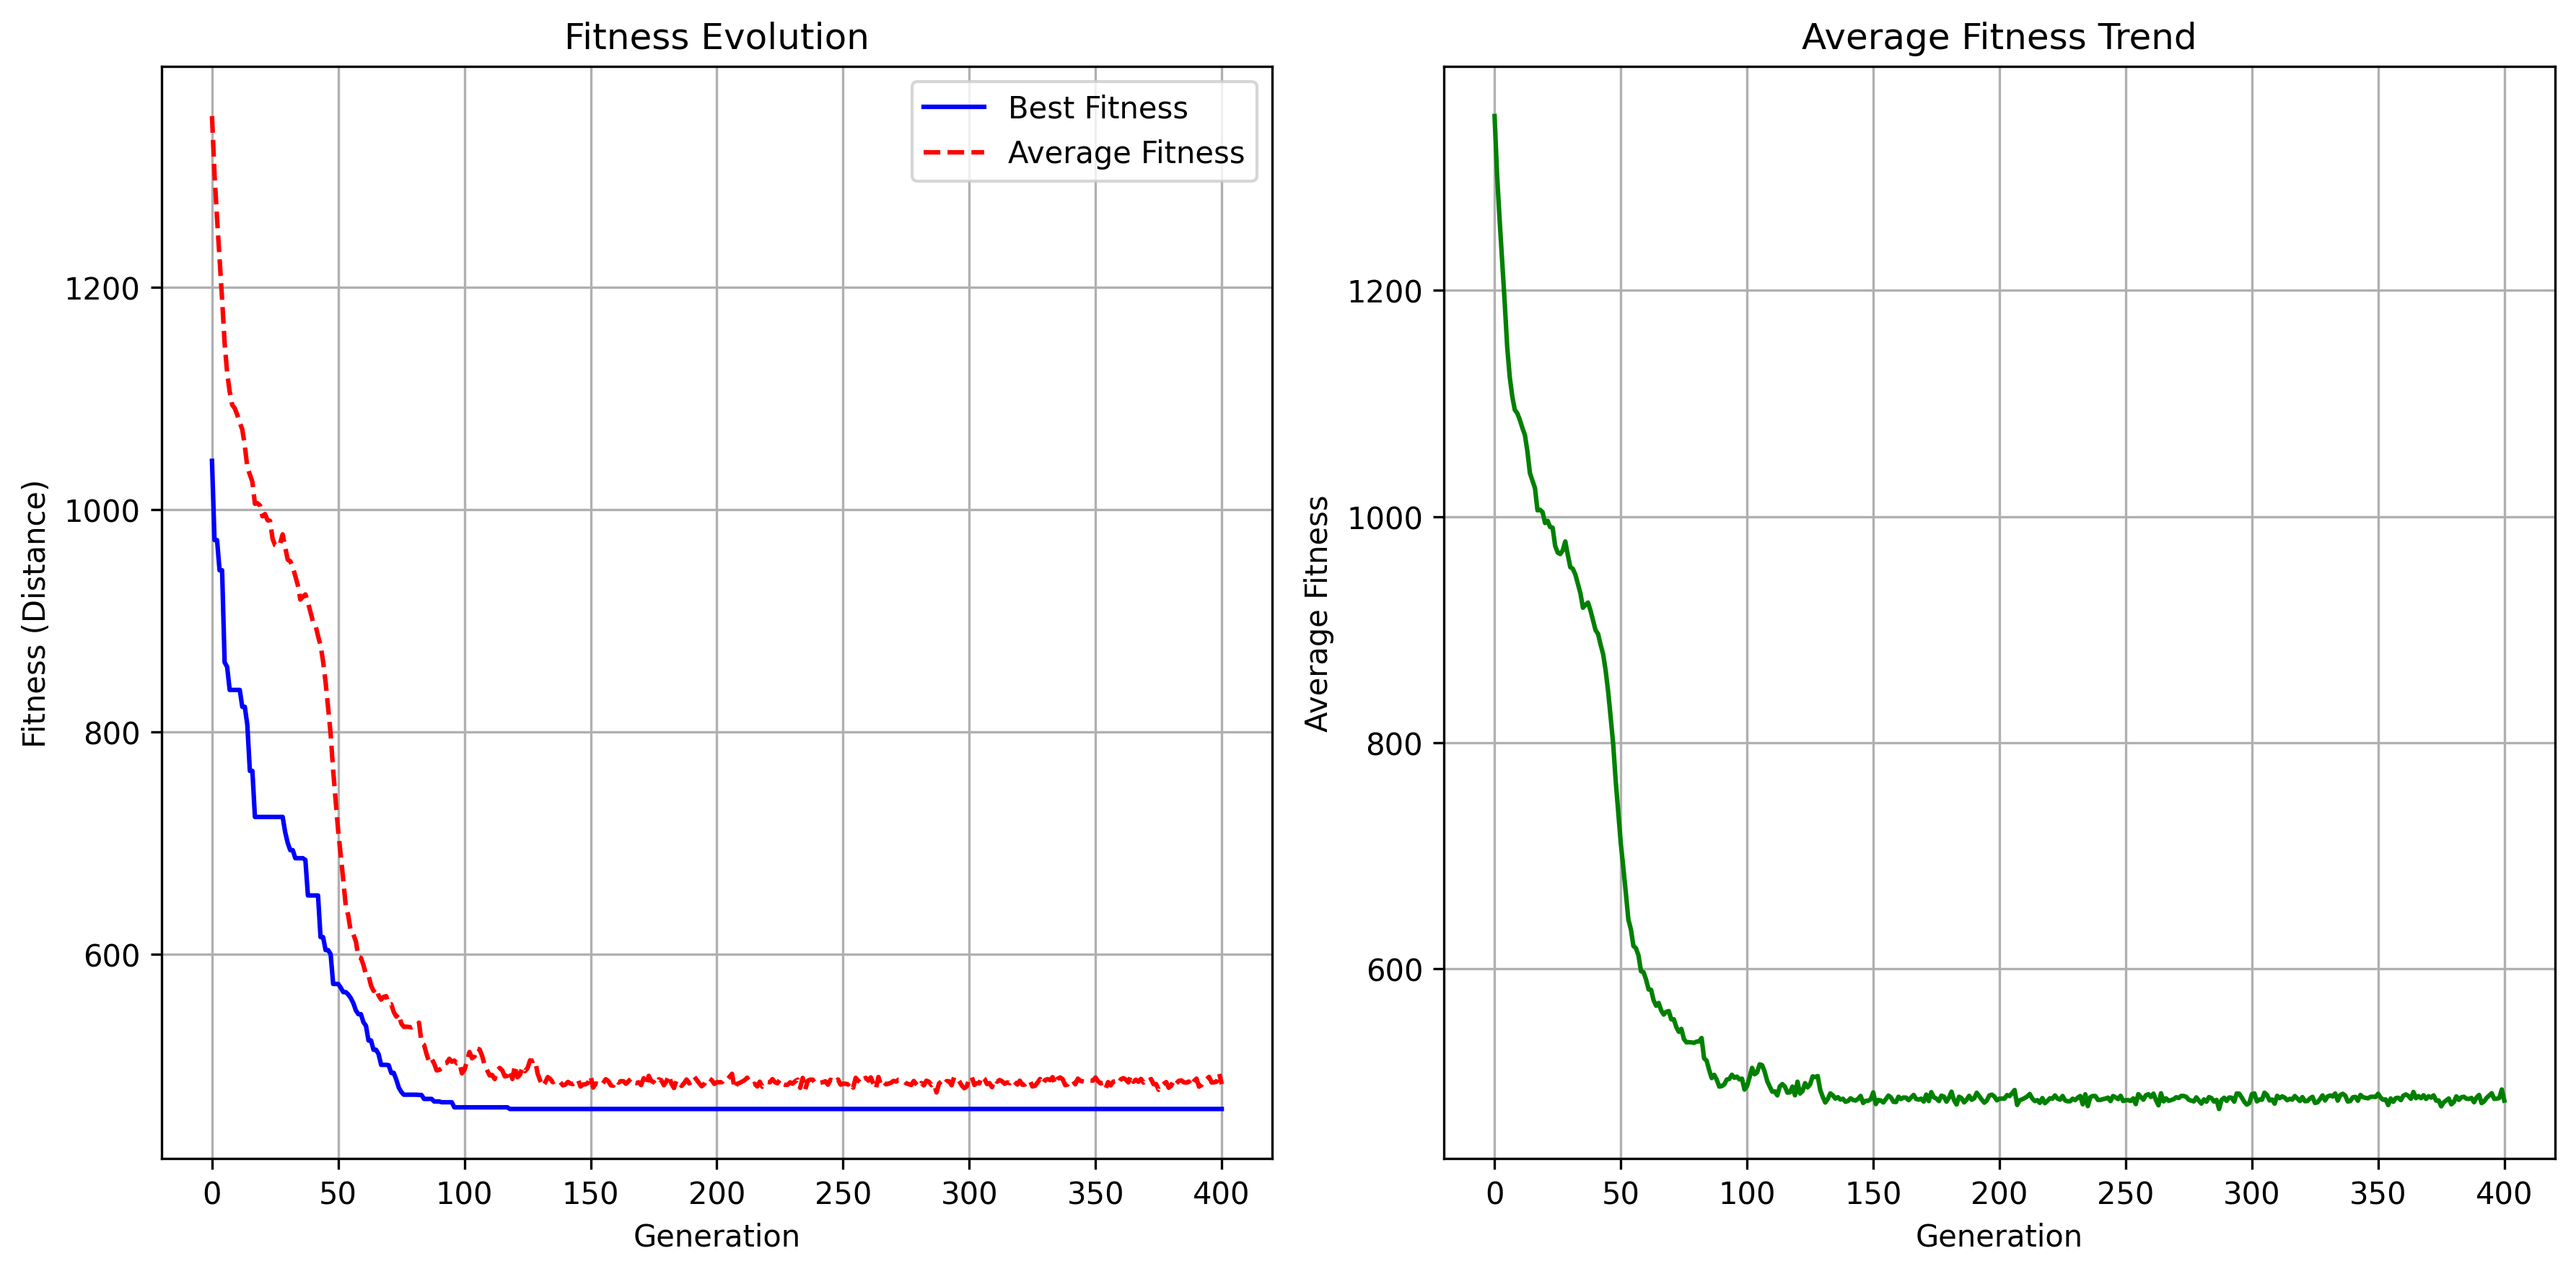 Fitness Evolution
Best Fitness
Average Fitness
Fitness (Distance)
1200
1000
800
600
0 50 100 150 200 250 300 350 400
Generation
Average Fitness Trend
Average Fitness
1200
1000
800
600
0 50 100 150 200 250 300 350 400
Generation